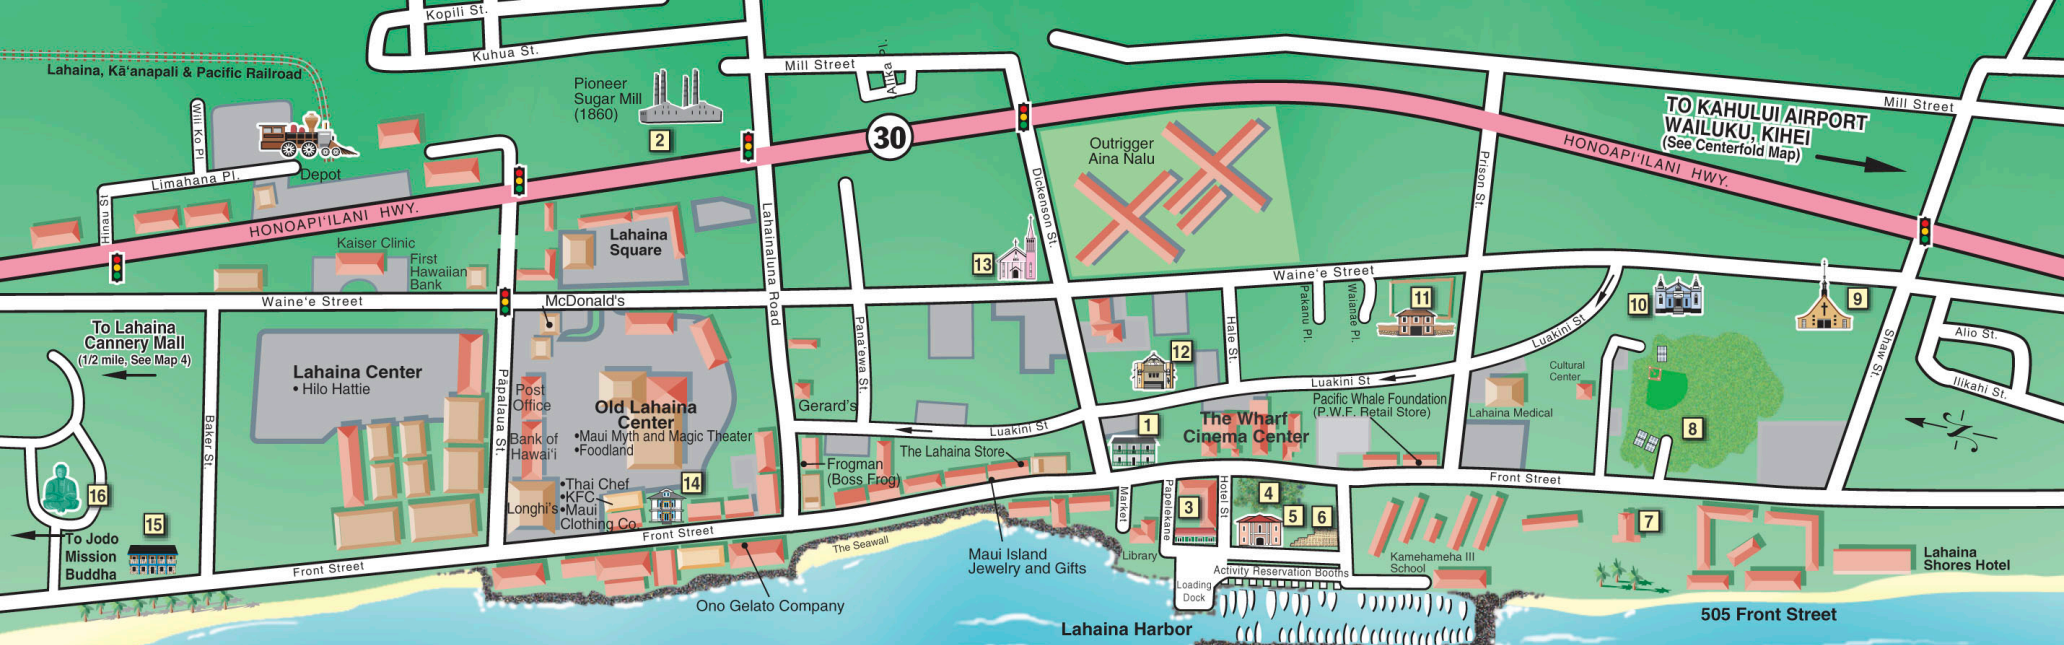 Kopili St.
Kuhua St.
Lahaina, Kā'anapali & Pacific Railroad
Pioneer
Sugar Mill
(1860)
2
Mill Street
Alika Pl.
30
Outrigger
Aina Nalu
TO KAHULUI AIRPORT
WAILUKU, KIHEI
(See Centerfold Map)
Mill Street
HONOAPI'ILANI HWY.
Wili Ko Pl
Limahana Pl.
Depot
Hinau St
HONOAPI'ILANI HWY.
Kaiser Clinic
First
Hawaiian
Bank
Lahaina
Square
Lahainaluna Road
Dickenson St.
Prison St.
13
Waine'e Street
McDonald's
Waine'e Street
Pakanu Pl.
Wainae Pl.
11
10
9
To Lahaina
Cannery Mall
(1/2 mile, See Map 4)
Lahaina Center
• Hilo Hattie
Baker St.
Pāpalaua St.
Post
Office
Bank of
Hawai'i
Old Lahaina
Center
•Maui Myth and Magic Theater
•Foodland
Gerard's
Pana'ewa St.
Luakini St
12
Hale St.
Luakini St
Luakini St
Pacific Whale Foundation
(P.W.F. Retail Store)
Cultural
Center
Lahaina Medical
8
Shaw St.
Alio St.
Ilikahi St.
1
The Wharf
Cinema Center
The Lahaina Store
Frogman
(Boss Frog)
•Thai Chef
•KFC
•Maui
Clothing Co.
Longhi's
14
16
15
To Jodo
Mission
Buddha
Front Street
Front Street
The Seawall
Ono Gelato Company
Maui Island
Jewelry and Gifts
Market
Papelekane
Hotel St
Library
3
4
5
6
Front Street
Activity Reservation Booths
Loading
Dock
Lahaina Harbor
Kamehameha III
School
7
505 Front Street
Lahaina
Shores Hotel